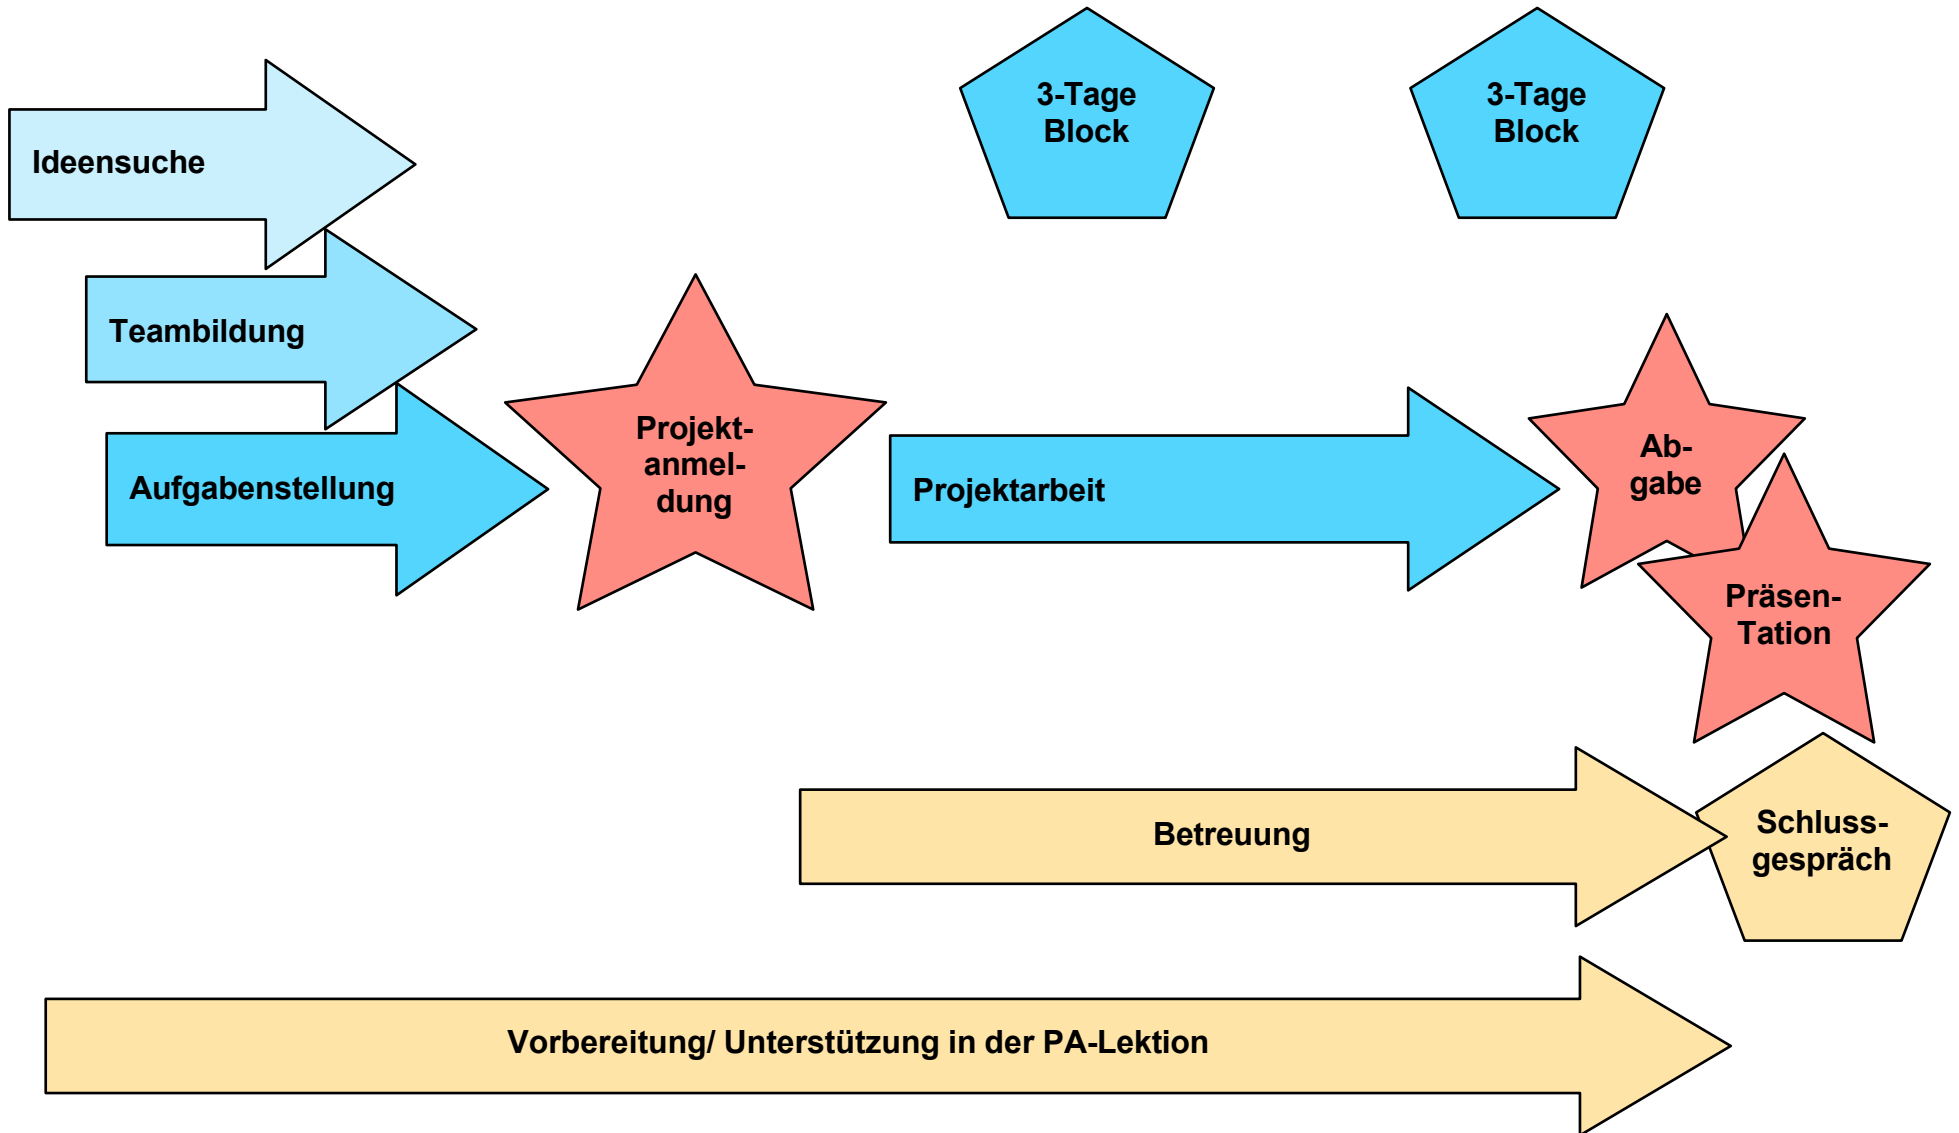 3-Tage
Block
3-Tage
Block
Ideensuche
Teambildung
Aufgabenstellung
Projekt-
anmel-
dung
Projektarbeit
Ab-
gabe
Präsen-
Tation
Betreuung
Schluss-
gespräch
Vorbereitung/ Unterstützung in der PA-Lektion